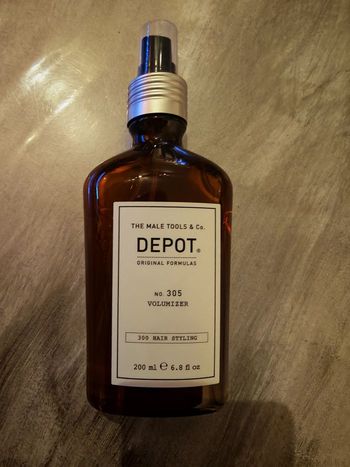 THE MALE TOOLS & Co.
DEPOT®
ORIGINAL FORMULAS
NO. 305
VOLUMIZER
300 HAIR STYLING
200 ml ℮ 6.8 fl oz